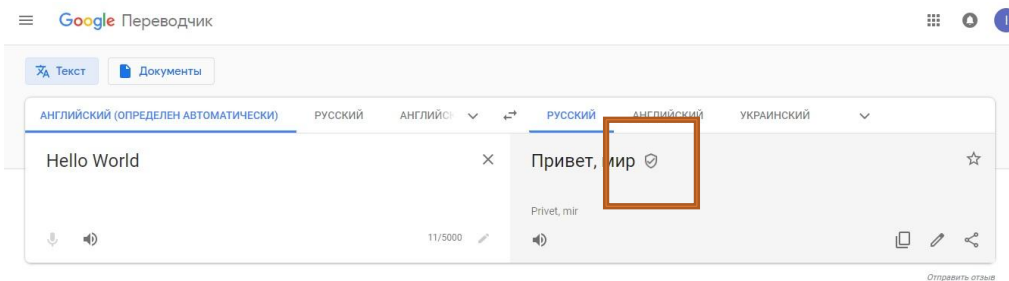 Google Переводчик
Текст Документы
АНГЛИЙСКИЙ (ОПРЕДЕЛЕН АВТОМАТИЧЕСКИ) РУССКИЙ АНГЛИЙС РУССКИЙ АНГЛИЙСКИЙ УКРАИНСКИЙ
Hello World Привет, мир
Privet, mir
11/5000
Отправить отзыв